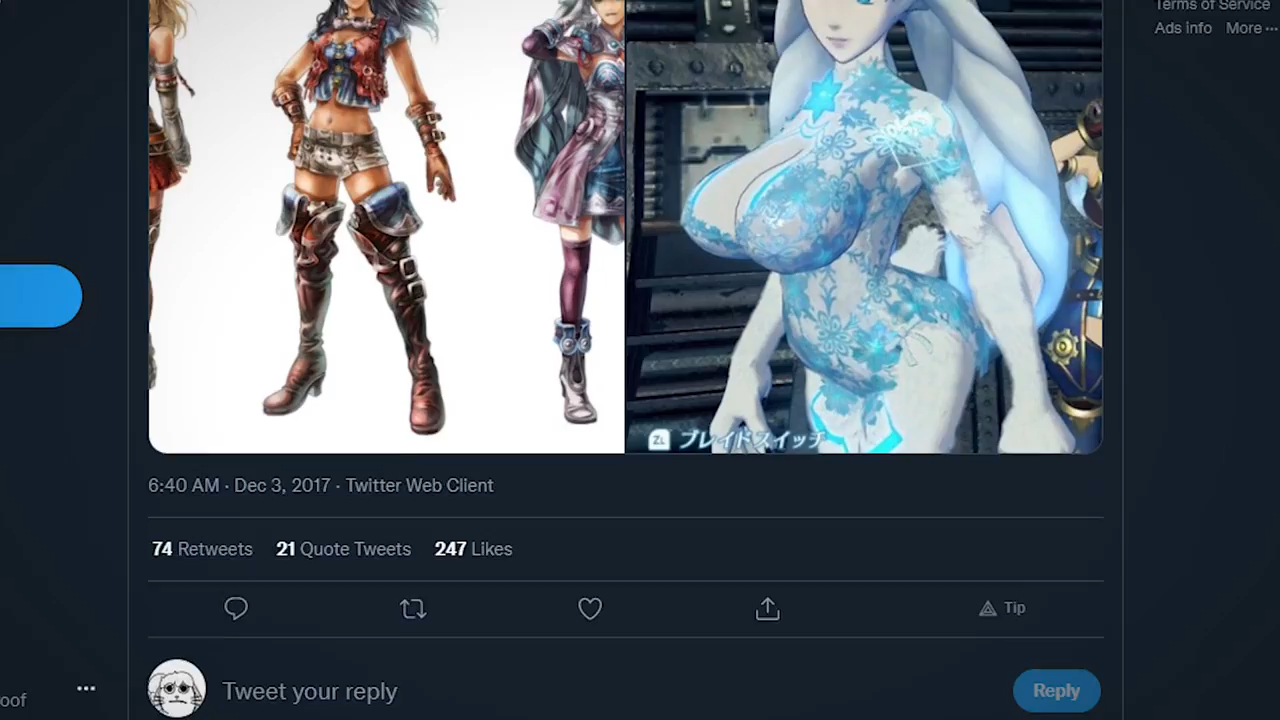 Terms of Service
Ads info More ···
ZL ブレイドスイッチ
6:40 AM · Dec 3, 2017 · Twitter Web Client
74 Retweets 21 Quote Tweets 247 Likes
Tip
oof
Tweet your reply
Reply